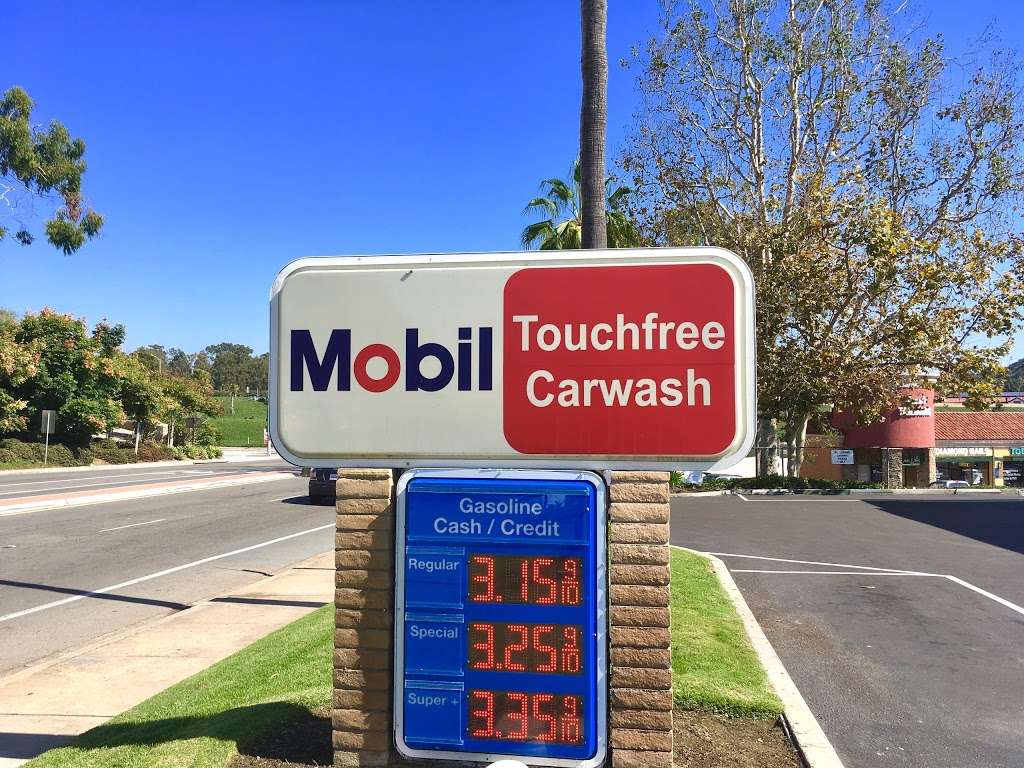 Mobil
Touchfree
Carwash
Gasoline
Cash / Credit
Regular 3.15 9/10
Special 3.25 9/10
Super + 3.35 9/10